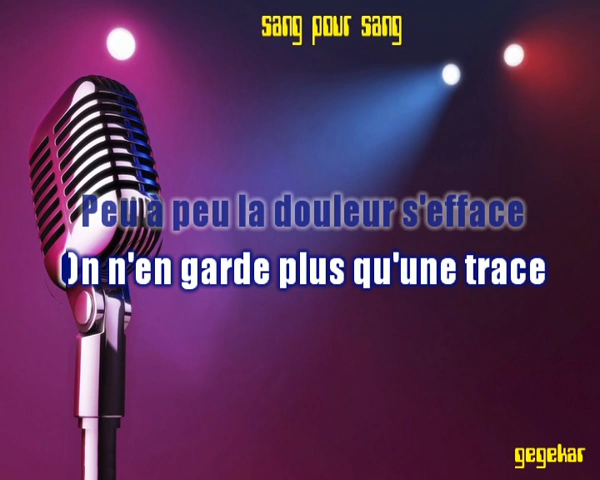 sang pour sang
Peu à peu la douleur s'efface
On n'en garde plus qu'une trace
gegekar